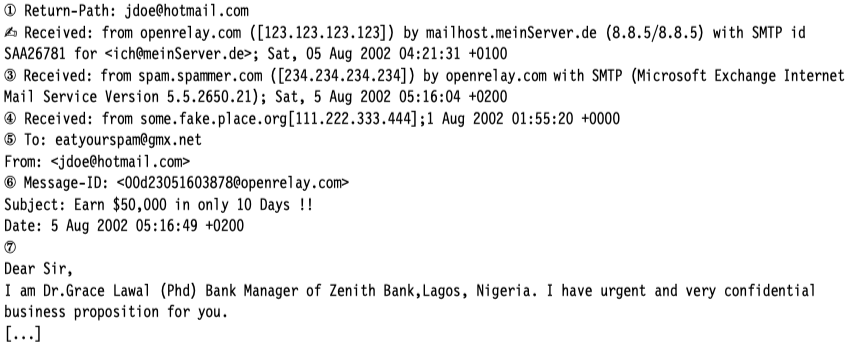 ① Return-Path: jdoe@hotmail.com
✍ Received: from openrelay.com ([123.123.123.123]) by mailhost.meinServer.de (8.8.5/8.8.5) with SMTP id
SAA26781 for <ich@meinServer.de>; Sat, 05 Aug 2002 04:21:31 +0100
③ Received: from spam.spammer.com ([234.234.234.234]) by openrelay.com with SMTP (Microsoft Exchange Internet
Mail Service Version 5.5.2650.21); Sat, 5 Aug 2002 05:16:04 +0200
④ Received: from some.fake.place.org[111.222.333.444];1 Aug 2002 01:55:20 +0000
⑤ To: eatyourspam@gmx.net
From: <jdoe@hotmail.com>
⑥ Message-ID: <00d23051603878@openrelay.com>
Subject: Earn $50,000 in only 10 Days !!
Date: 5 Aug 2002 05:16:49 +0200
⑦
Dear Sir,
I am Dr.Grace Lawal (Phd) Bank Manager of Zenith Bank,Lagos, Nigeria. I have urgent and very confidential
business proposition for you.
[...]